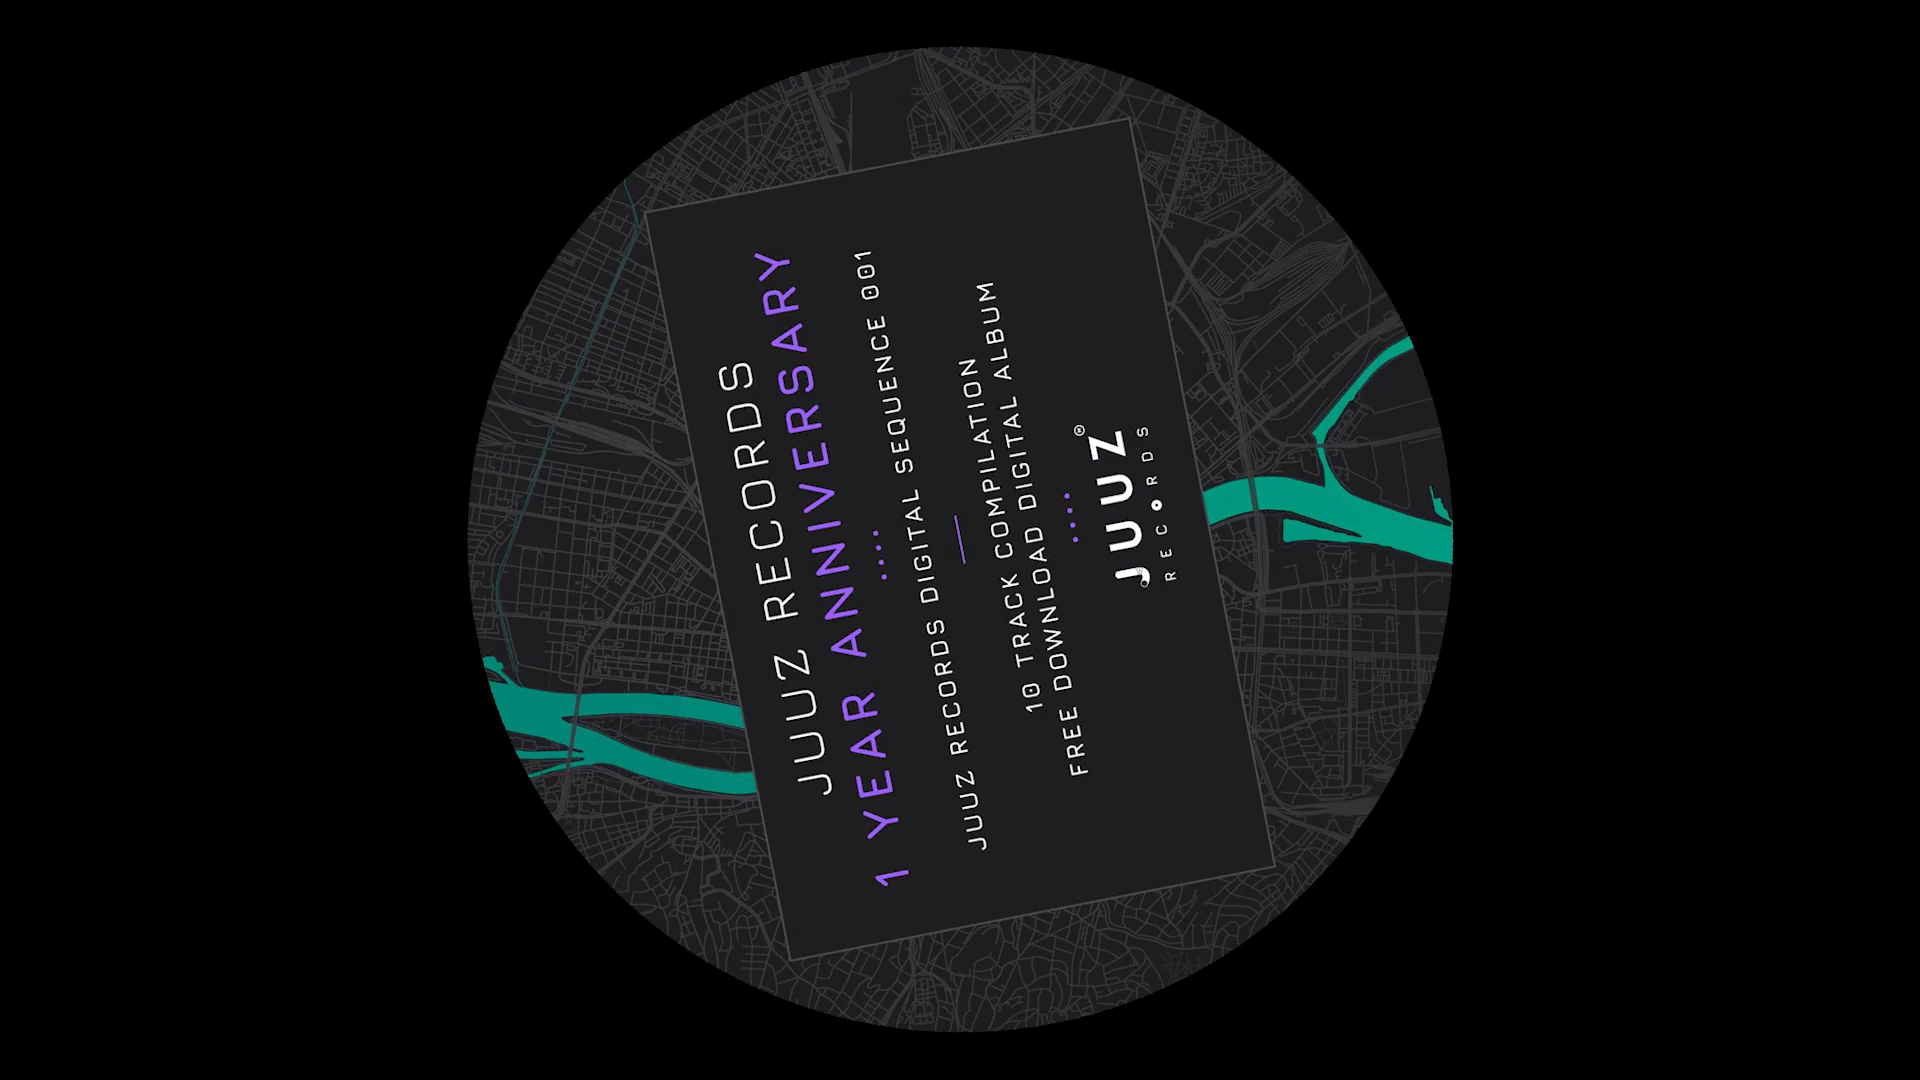 JUUZ RECORDS
1 YEAR ANNIVERSARY
JUUZ RECORDS DIGITAL SEQUENCE 001
10 TRACK COMPILATION
FREE DOWNLOAD DIGITAL ALBUM
JUUZ®
RECORDS